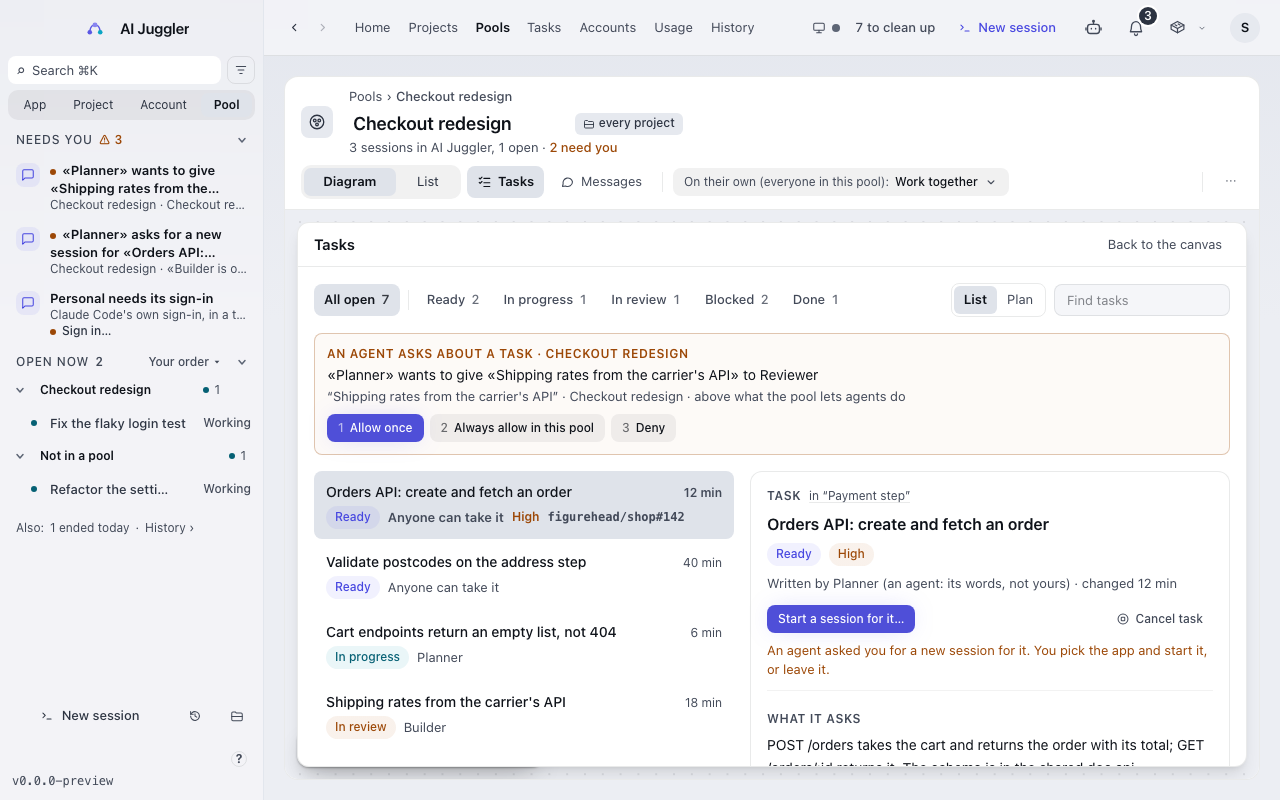 AI Juggler
Search ⌘K
App Project Account Pool
NEEDS YOU 3
«Planner» wants to give
«Shipping rates from the...
Checkout redesign · Checkout re...
«Planner» asks for a new
session for «Orders API:...
Checkout redesign · «Builder is o...
Personal needs its sign-in
Claude Code's own sign-in, in a t...
Sign in...
OPEN NOW 2 Your order
Checkout redesign 1
Fix the flaky login test Working
Not in a pool 1
Refactor the setti... Working
Also: 1 ended today · History ›
New session
?
v0.0.0-preview
Home Projects Pools Tasks Accounts Usage History
7 to clean up
New session
3
S
Pools › Checkout redesign
Checkout redesign every project
3 sessions in AI Juggler, 1 open · 2 need you
Diagram List Tasks Messages On their own (everyone in this pool): Work together ...
Tasks Back to the canvas
All open 7 Ready 2 In progress 1 In review 1 Blocked 2 Done 1 List Plan Find tasks
AN AGENT ASKS ABOUT A TASK · CHECKOUT REDESIGN
«Planner» wants to give «Shipping rates from the carrier's API» to Reviewer
“Shipping rates from the carrier's API” · Checkout redesign · above what the pool lets agents do
1 Allow once 2 Always allow in this pool 3 Deny
Orders API: create and fetch an order 12 min
Ready Anyone can take it High figurehead/shop#142
Validate postcodes on the address step 40 min
Ready Anyone can take it
Cart endpoints return an empty list, not 404 6 min
In progress Planner
Shipping rates from the carrier's API 18 min
In review Builder
TASK in “Payment step”
Orders API: create and fetch an order
Ready High
Written by Planner (an agent: its words, not yours) · changed 12 min
Start a session for it... Cancel task
An agent asked you for a new session for it. You pick the app and start it,
or leave it.
WHAT IT ASKS
POST /orders takes the cart and returns the order with its total; GET